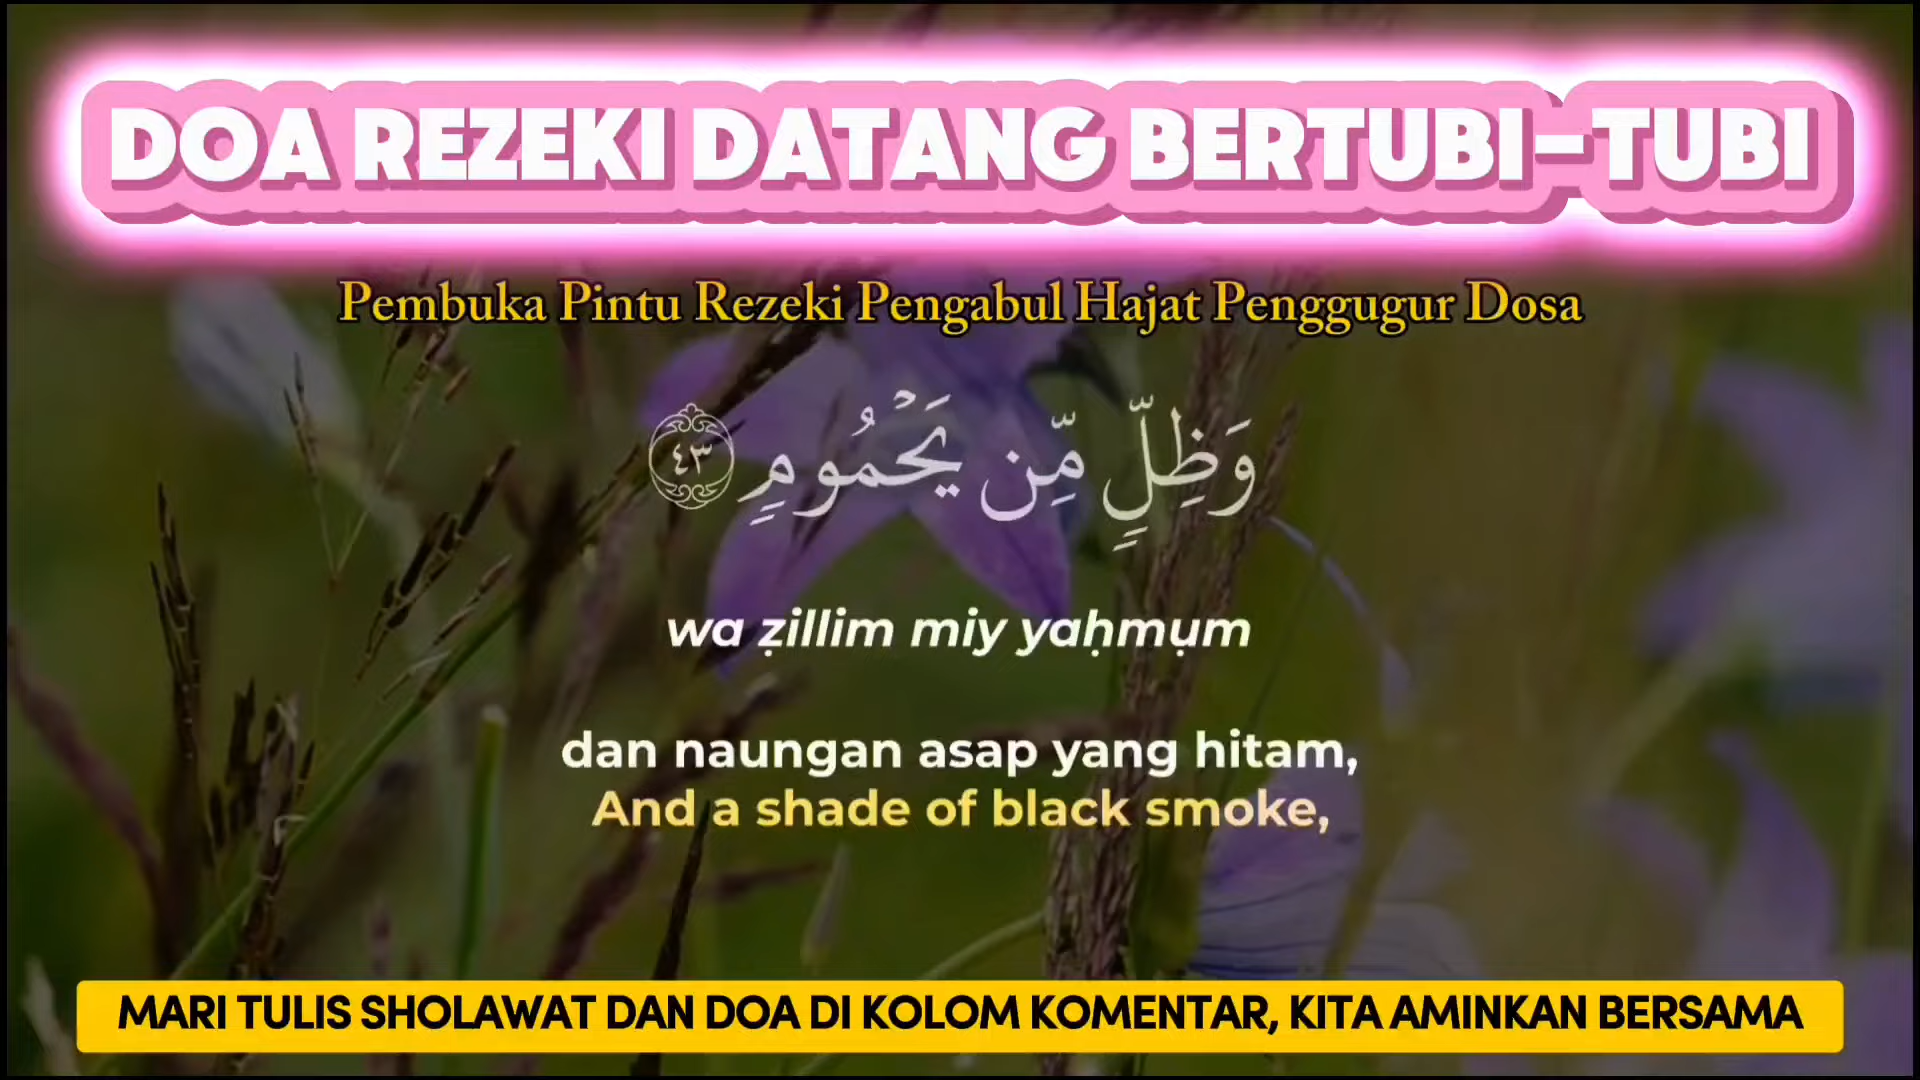 DOA REZEKI DATANG BERTUBI-TUBI
Pembuka Pintu Rezeki Pengabul Hajat Penggugur Dosa
وَظِلٍّ مِّن يَحْمُومٍ ٤٣
wa ẓillim miy yaḥmụm
dan naungan asap yang hitam,
And a shade of black smoke,
MARI TULIS SHOLAWAT DAN DOA DI KOLOM KOMENTAR, KITA AMINKAN BERSAMA